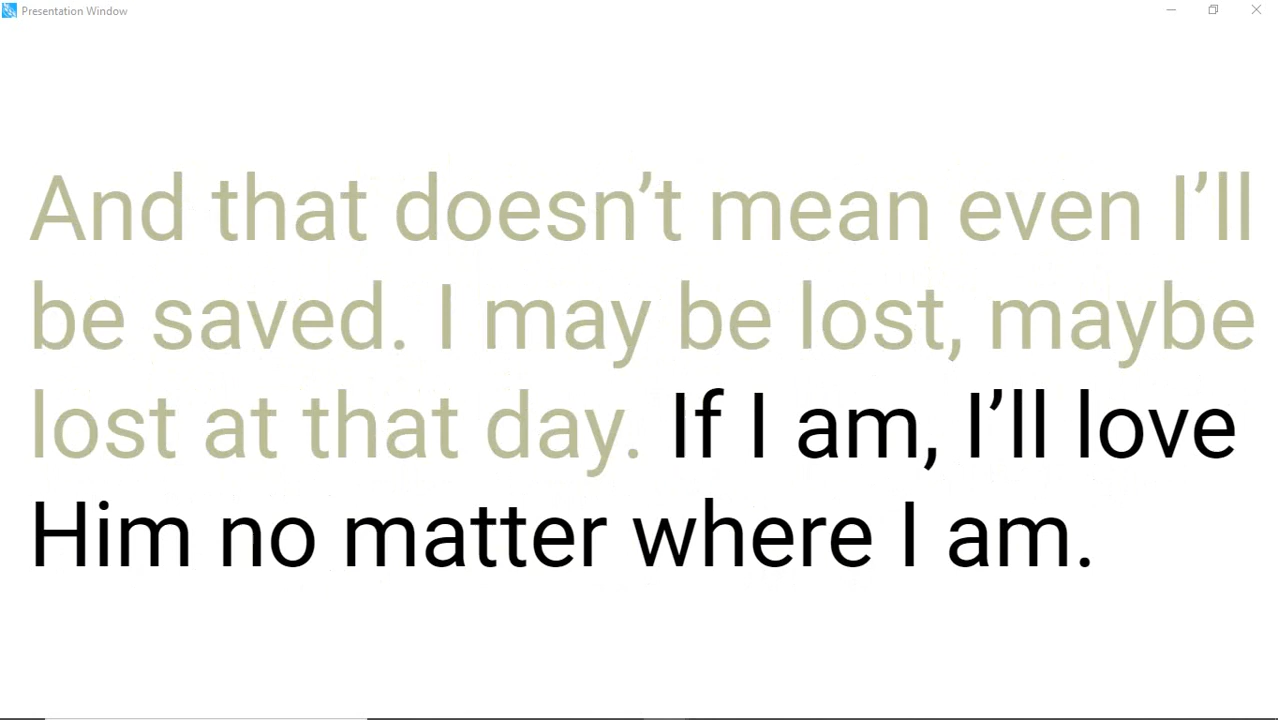 Presentation Window
And that doesn’t mean even I’ll
be saved. I may be lost, maybe
lost at that day. If I am, I’ll love
Him no matter where I am.